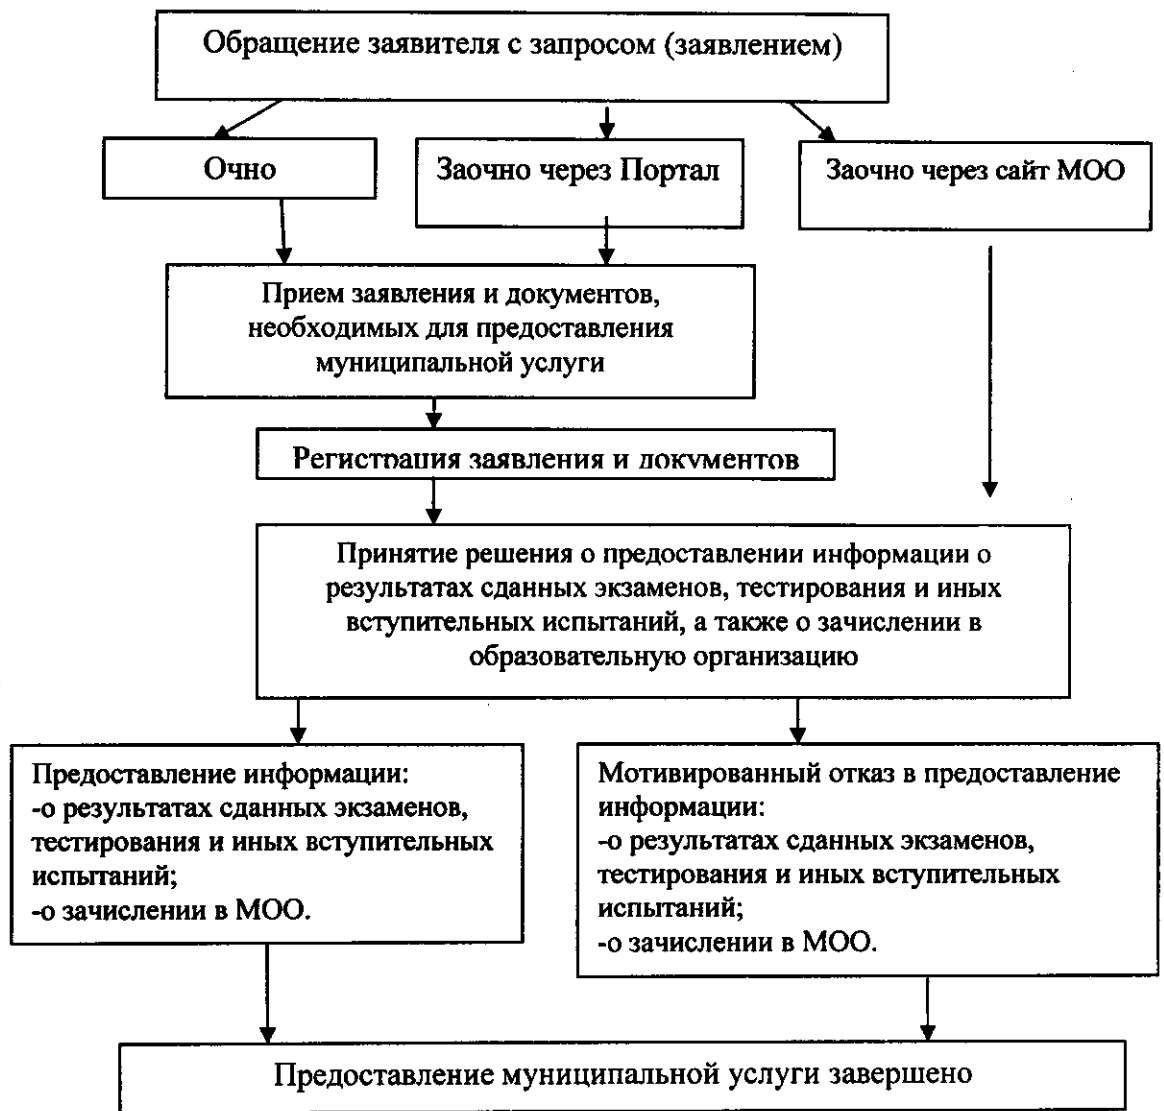 Обращение заявителя с запросом (заявлением)
Очно
Заочно через Портал
Заочно через сайт МОО
Прием заявления и документов,
необходимых для предоставления
муниципальной услуги
Регистрация заявления и документов
Принятие решения о предоставлении информации о
результатах сданных экзаменов, тестирования и иных
вступительных испытаний, а также о зачислении в
образовательную организацию
Предоставление информации:
-о результатах сданных экзаменов,
тестирования и иных вступительных
испытаний;
-о зачислении в МОО.
Мотивированный отказ в предоставление
информации:
-о результатах сданных экзаменов,
тестирования и иных вступительных
испытаний;
-о зачислении в МОО.
Предоставление муниципальной услуги завершено